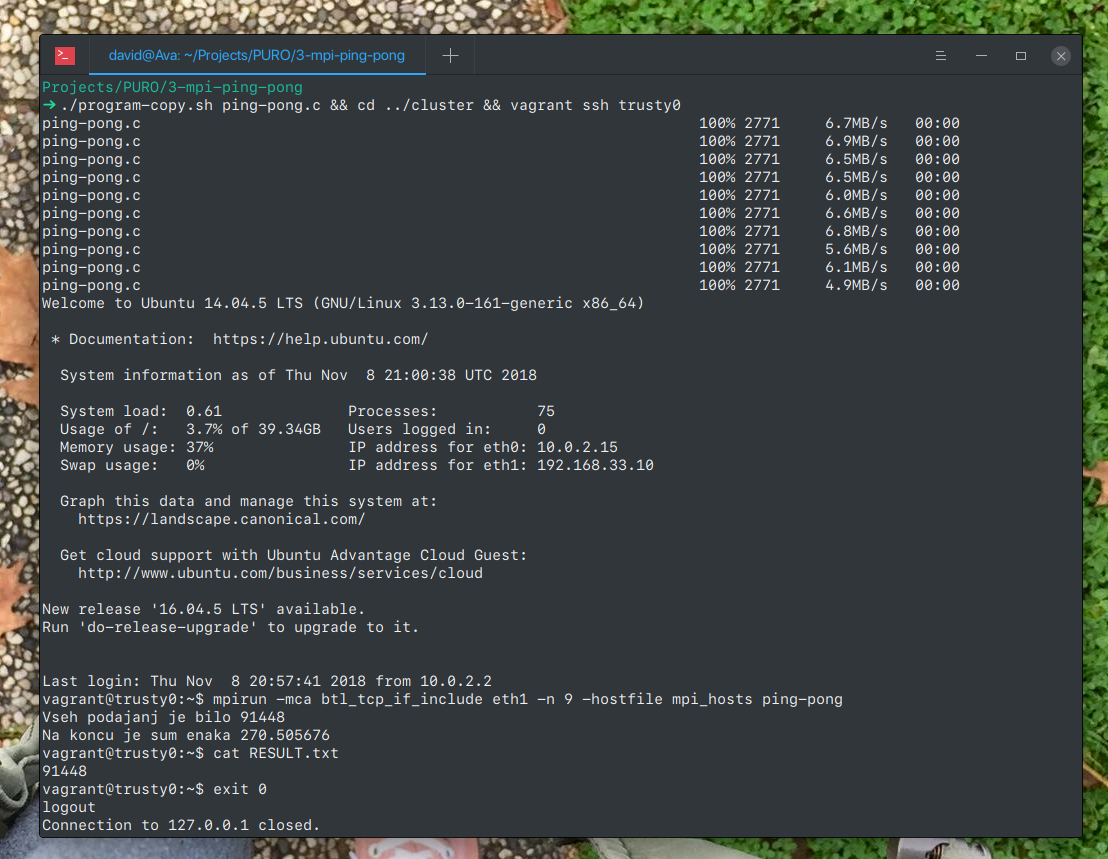 david@Ava: ~/Projects/PURO/3-mpi-ping-pong
Projects/PURO/3-mpi-ping-pong
➜ ./program-copy.sh ping-pong.c && cd ../cluster && vagrant ssh trusty0
ping-pong.c 100% 2771 6.7MB/s 00:00
ping-pong.c 100% 2771 6.9MB/s 00:00
ping-pong.c 100% 2771 6.5MB/s 00:00
ping-pong.c 100% 2771 6.5MB/s 00:00
ping-pong.c 100% 2771 6.0MB/s 00:00
ping-pong.c 100% 2771 6.6MB/s 00:00
ping-pong.c 100% 2771 6.8MB/s 00:00
ping-pong.c 100% 2771 5.6MB/s 00:00
ping-pong.c 100% 2771 6.1MB/s 00:00
ping-pong.c 100% 2771 4.9MB/s 00:00
Welcome to Ubuntu 14.04.5 LTS (GNU/Linux 3.13.0-161-generic x86_64)
* Documentation:  https://help.ubuntu.com/
System information as of Thu Nov  8 21:00:38 UTC 2018
System load:  0.61 Processes: 75
Usage of /:   3.7% of 39.34GB Users logged in: 0
Memory usage: 37% IP address for eth0: 10.0.2.15
Swap usage:   0% IP address for eth1: 192.168.33.10
Graph this data and manage this system at:
https://landscape.canonical.com/
Get cloud support with Ubuntu Advantage Cloud Guest:
http://www.ubuntu.com/business/services/cloud
New release '16.04.5 LTS' available.
Run 'do-release-upgrade' to upgrade to it.
Last login: Thu Nov  8 20:57:41 2018 from 10.0.2.2
vagrant@trusty0:~$ mpirun -mca btl_tcp_if_include eth1 -n 9 -hostfile mpi_hosts ping-pong
Vseh podajanj je bilo 91448
Na koncu je sum enaka 270.505676
vagrant@trusty0:~$ cat RESULT.txt
91448
vagrant@trusty0:~$ exit 0
logout
Connection to 127.0.0.1 closed.